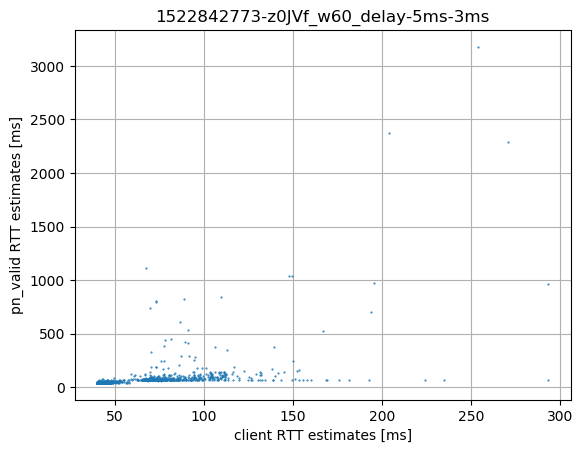 1522842773-z0JVf_w60_delay-5ms-3ms
pn_valid RTT estimates [ms]
3000
2500
2000
1500
1000
500
0
50 100 150 200 250 300
client RTT estimates [ms]